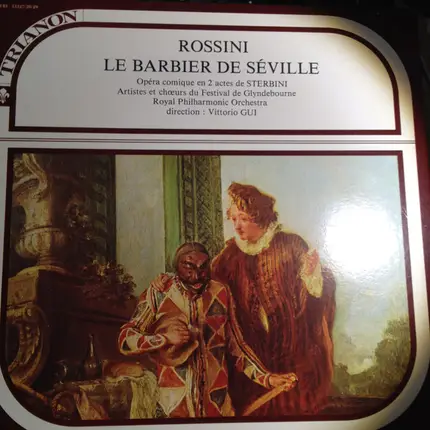 TRIANON
ROSSINI
LE BARBIER DE SÉVILLE
Opéra comique en 2 actes de STERBINI
Artistes et chœurs du Festival de Glyndebourne
Royal Philharmonic Orchestra
direction : Vittorio GUI